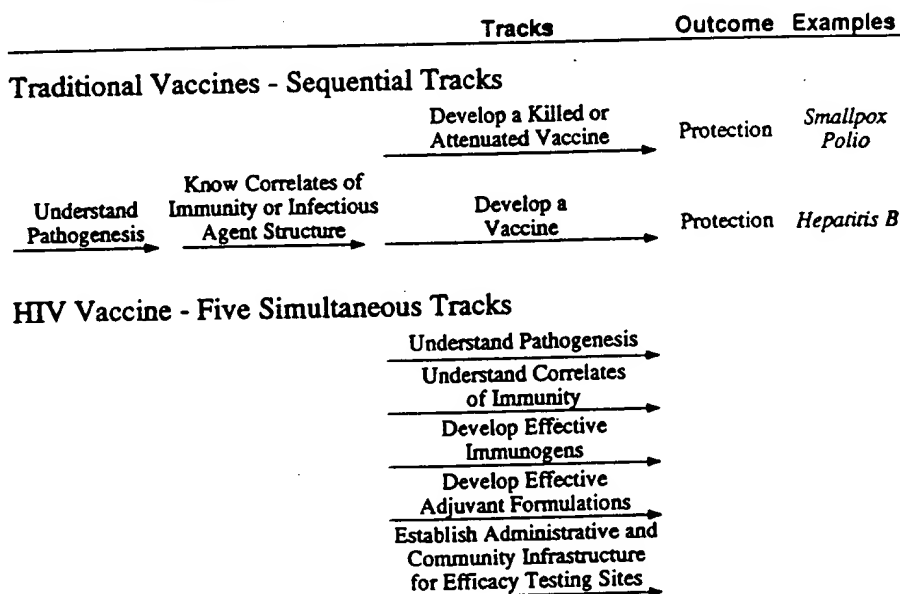 Tracks Outcome Examples
Traditional Vaccines - Sequential Tracks
Develop a Killed or
Attenuated Vaccine
Protection
Smallpox
Polio
Understand
Pathogenesis
Know Correlates of
Immunity or Infectious
Agent Structure
Develop a
Vaccine
Protection
Hepatitis B
HIV Vaccine - Five Simultaneous Tracks
Understand Pathogenesis
Understand Correlates
of Immunity
Develop Effective
Immunogens
Develop Effective
Adjuvant Formulations
Establish Administrative and
Community Infrastructure
for Efficacy Testing Sites